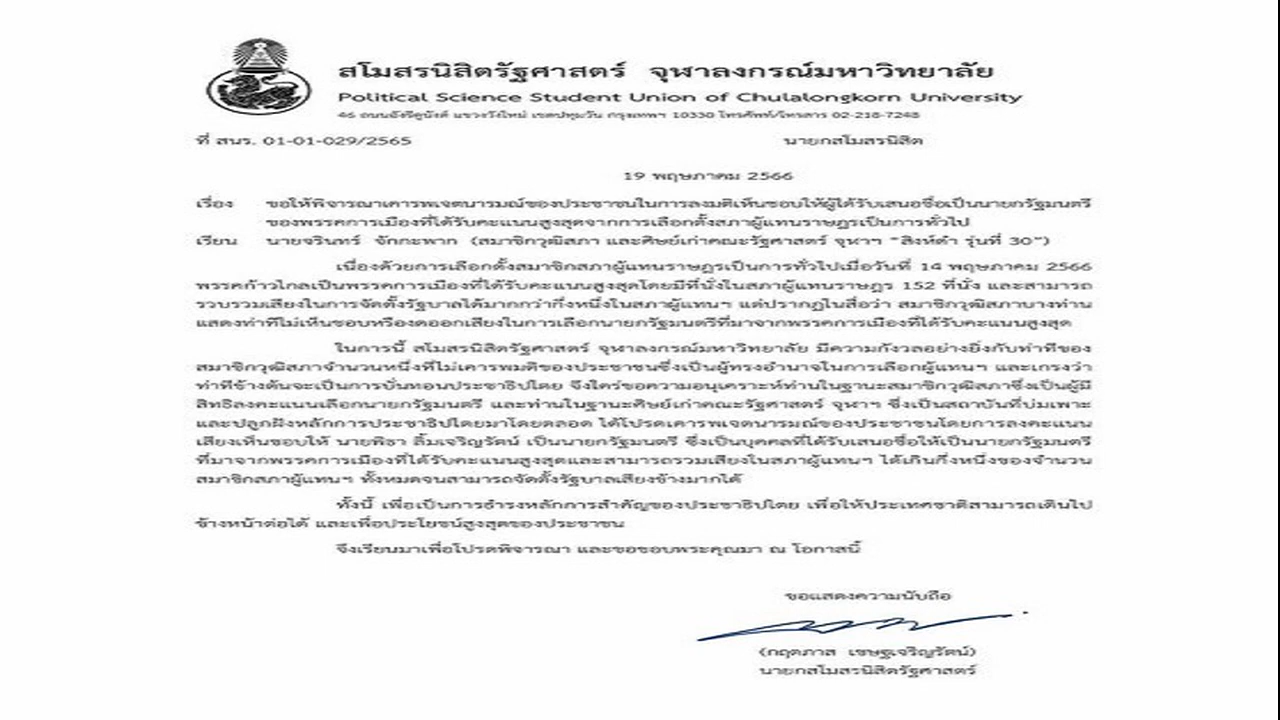 สโมสรนิสิตรัฐศาสตร์ จุฬาลงกรณ์มหาวิทยาลัย
Political Science Student Union of Chulalongkorn University
46 ถนนอังรีดูนังต์ แขวงวังใหม่ เขตปทุมวัน กรุงเทพฯ 10330 โทรศัพท์/โทรสาร 02-218-7248
ที่ สนร. 01-01-029/2565 นายกสโมสรนิสิต
19 พฤษภาคม 2566
เรื่อง ขอให้พิจารณาเคารพเจตนารมณ์ของประชาชนในการลงมติเห็นชอบให้ผู้ได้รับเสนอชื่อเป็นนายกรัฐมนตรี
ของพรรคการเมืองที่ได้รับคะแนนสูงสุดจากการเลือกตั้งสภาผู้แทนราษฎรเป็นการทั่วไป
เรียน นายจรินทร์ จักกะพาก (สมาชิกวุฒิสภา และศิษย์เก่าคณะรัฐศาสตร์ จุฬาฯ "สิงห์ดำ รุ่นที่ 30")
เนื่องด้วยการเลือกตั้งสมาชิกสภาผู้แทนราษฎรเป็นการทั่วไปเมื่อวันที่ 14 พฤษภาคม 2566
พรรคก้าวไกลเป็นพรรคการเมืองที่ได้รับคะแนนสูงสุดโดยมีที่นั่งในสภาผู้แทนราษฎร 152 ที่นั่ง และสามารถ
รวบรวมเสียงในการจัดตั้งรัฐบาลได้มากกว่ากึ่งหนึ่งในสภาผู้แทนฯ แต่ปรากฏในสื่อว่า สมาชิกวุฒิสภาบางท่าน
แสดงท่าทีไม่เห็นชอบหรืองดออกเสียงในการเลือกนายกรัฐมนตรีที่มาจากพรรคการเมืองที่ได้รับคะแนนสูงสุด
ในการนี้ สโมสรนิสิตรัฐศาสตร์ จุฬาลงกรณ์มหาวิทยาลัย มีความกังวลอย่างยิ่งกับท่าทีของ
สมาชิกวุฒิสภาจำนวนหนึ่งที่ไม่เคารพมติของประชาชนซึ่งเป็นผู้ทรงอำนาจในการเลือกผู้แทนฯ และเกรงว่า
ท่าทีข้างต้นจะเป็นการบั่นทอนประชาธิปไตย จึงใคร่ขอความอนุเคราะห์ท่านในฐานะสมาชิกวุฒิสภาซึ่งเป็นผู้มี
สิทธิลงคะแนนเลือกนายกรัฐมนตรี และท่านในฐานะศิษย์เก่าคณะรัฐศาสตร์ จุฬาฯ ซึ่งเป็นสถาบันที่บ่มเพาะ
และปลูกฝังหลักการประชาธิปไตยมาโดยตลอด ได้โปรดเคารพเจตนารมณ์ของประชาชนโดยการลงคะแนน
เสียงเห็นชอบให้ นายพิธา ลิ้มเจริญรัตน์ เป็นนายกรัฐมนตรี ซึ่งเป็นบุคคลที่ได้รับเสนอชื่อให้เป็นนายกรัฐมนตรี
ที่มาจากพรรคการเมืองที่ได้รับคะแนนสูงสุดและสามารถรวมเสียงในสภาผู้แทนฯ ได้เกินกึ่งหนึ่งของจำนวน
สมาชิกสภาผู้แทนฯ ทั้งหมดจนสามารถจัดตั้งรัฐบาลเสียงข้างมากได้
ทั้งนี้ เพื่อเป็นการธำรงหลักการสำคัญของประชาธิปไตย เพื่อให้ประเทศชาติสามารถเดินไป
ข้างหน้าต่อได้ และเพื่อประโยชน์สูงสุดของประชาชน
จึงเรียนมาเพื่อโปรดพิจารณา และขอขอบพระคุณมา ณ โอกาสนี้
ขอแสดงความนับถือ
(กฤตภาส เชษฐเจริญรัตน์)
นายกสโมสรนิสิตรัฐศาสตร์